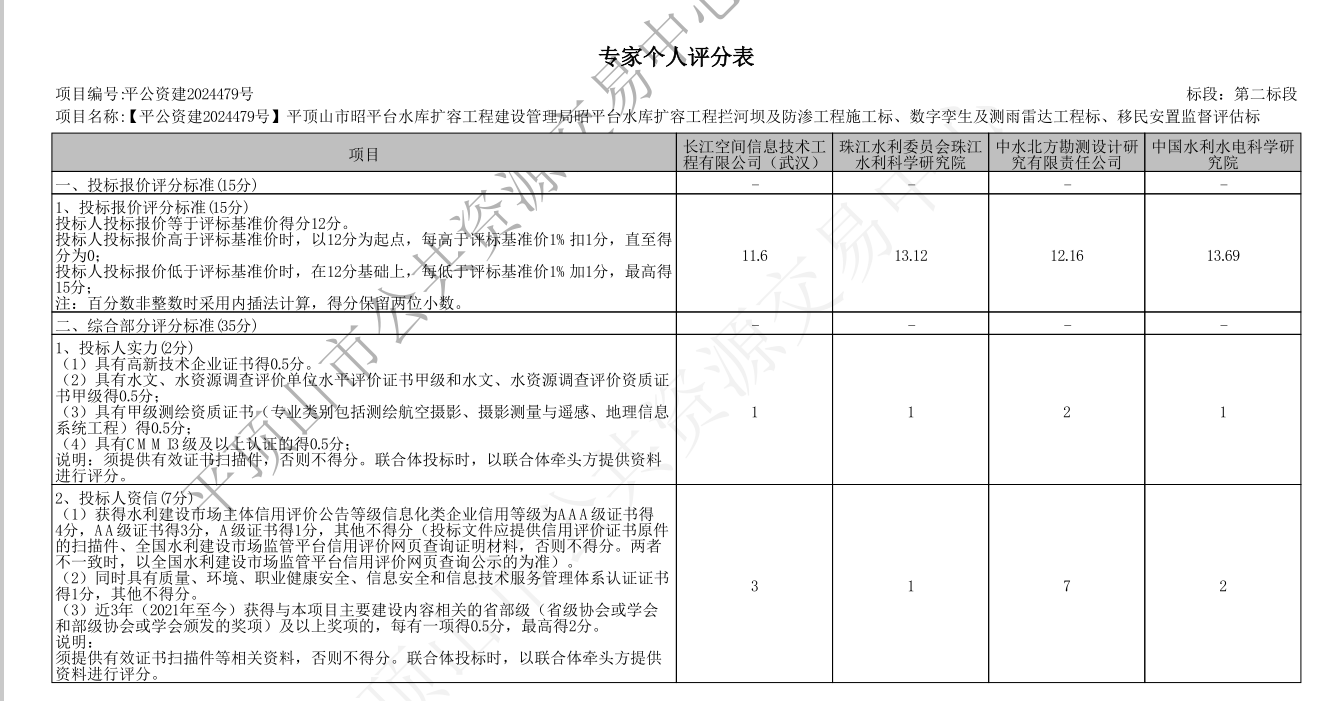 专家个人评分表
项目编号:平公资建2024479号
标段：第二标段
项目名称:【平公资建2024479号】平顶山市昭平台水库扩容工程建设管理局昭平台水库扩容工程拦河坝及防渗工程施工标、数字孪生及测雨雷达工程标、移民安置监督评估标
项目
长江空间信息技术工
程有限公司（武汉）
珠江水利委员会珠江
水利科学研究院
中水北方勘测设计研
究有限责任公司
中国水利水电科学研
究院
一、投标报价评分标准(15分)
–
–
–
–
1、投标报价评分标准(15分)
投标人投标报价等于评标基准价得分12分。
投标人投标报价高于评标基准价时，以12分为起点，每高于评标基准价1% 扣1分，直至得
分为0；
投标人投标报价低于评标基准价时，在12分基础上，每低于评标基准价1% 加1分，最高得
15分；
注：百分数非整数时采用内插法计算，得分保留两位小数。
11.6
13.12
12.16
13.69
二、综合部分评分标准(35分)
–
–
–
–
1、投标人实力(2分)
（1）具有高新技术企业证书得0.5分。
（2）具有水文、水资源调查评价单位水平评价证书甲级和水文、水资源调查评价资质证
书甲级得0.5分；
（3）具有甲级测绘资质证书（专业类别包括测绘航空摄影、摄影测量与遥感、地理信息
系统工程）得0.5分；
（4）具有CMMI3级及以上认证的得0.5分；
说明：须提供有效证书扫描件，否则不得分。联合体投标时，以联合体牵头方提供资料
进行评分。
1
1
2
1
2、投标人资信(7分)
（1）获得水利建设市场主体信用评价公告等级信息化类企业信用等级为AAA级证书得
4分，AA级证书得3分，A级证书得1分，其他不得分（投标文件应提供信用评价证书原件
的扫描件、全国水利建设市场监管平台信用评价网页查询证明材料，否则不得分。两者
不一致时，以全国水利建设市场监管平台信用评价网页查询公示的为准）。
（2）同时具有质量、环境、职业健康安全、信息安全和信息技术服务管理体系认证证书
得1分，其他不得分。
（3）近3年（2021年至今）获得与本项目主要建设内容相关的省部级（省级协会或学会
和部级协会或学会颁发的奖项）及以上奖项的，每有一项得0.5分，最高得2分。
说明：
须提供有效证书扫描件等相关资料，否则不得分。联合体投标时，以联合体牵头方提供
资料进行评分。
3
1
7
2
平顶山市公共资源交易中心
平顶山市公共资源交易中心